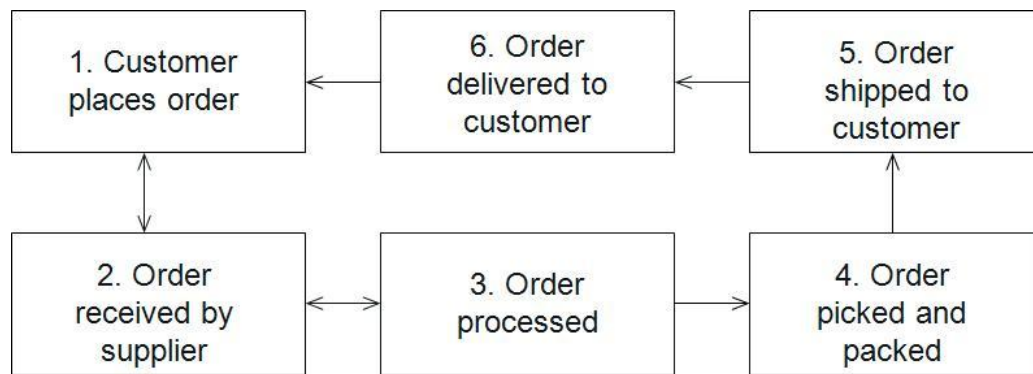 1. Customer
places order
6. Order
delivered to
customer
5. Order
shipped to
customer
2. Order
received by
supplier
3. Order
processed
4. Order
picked and
packed